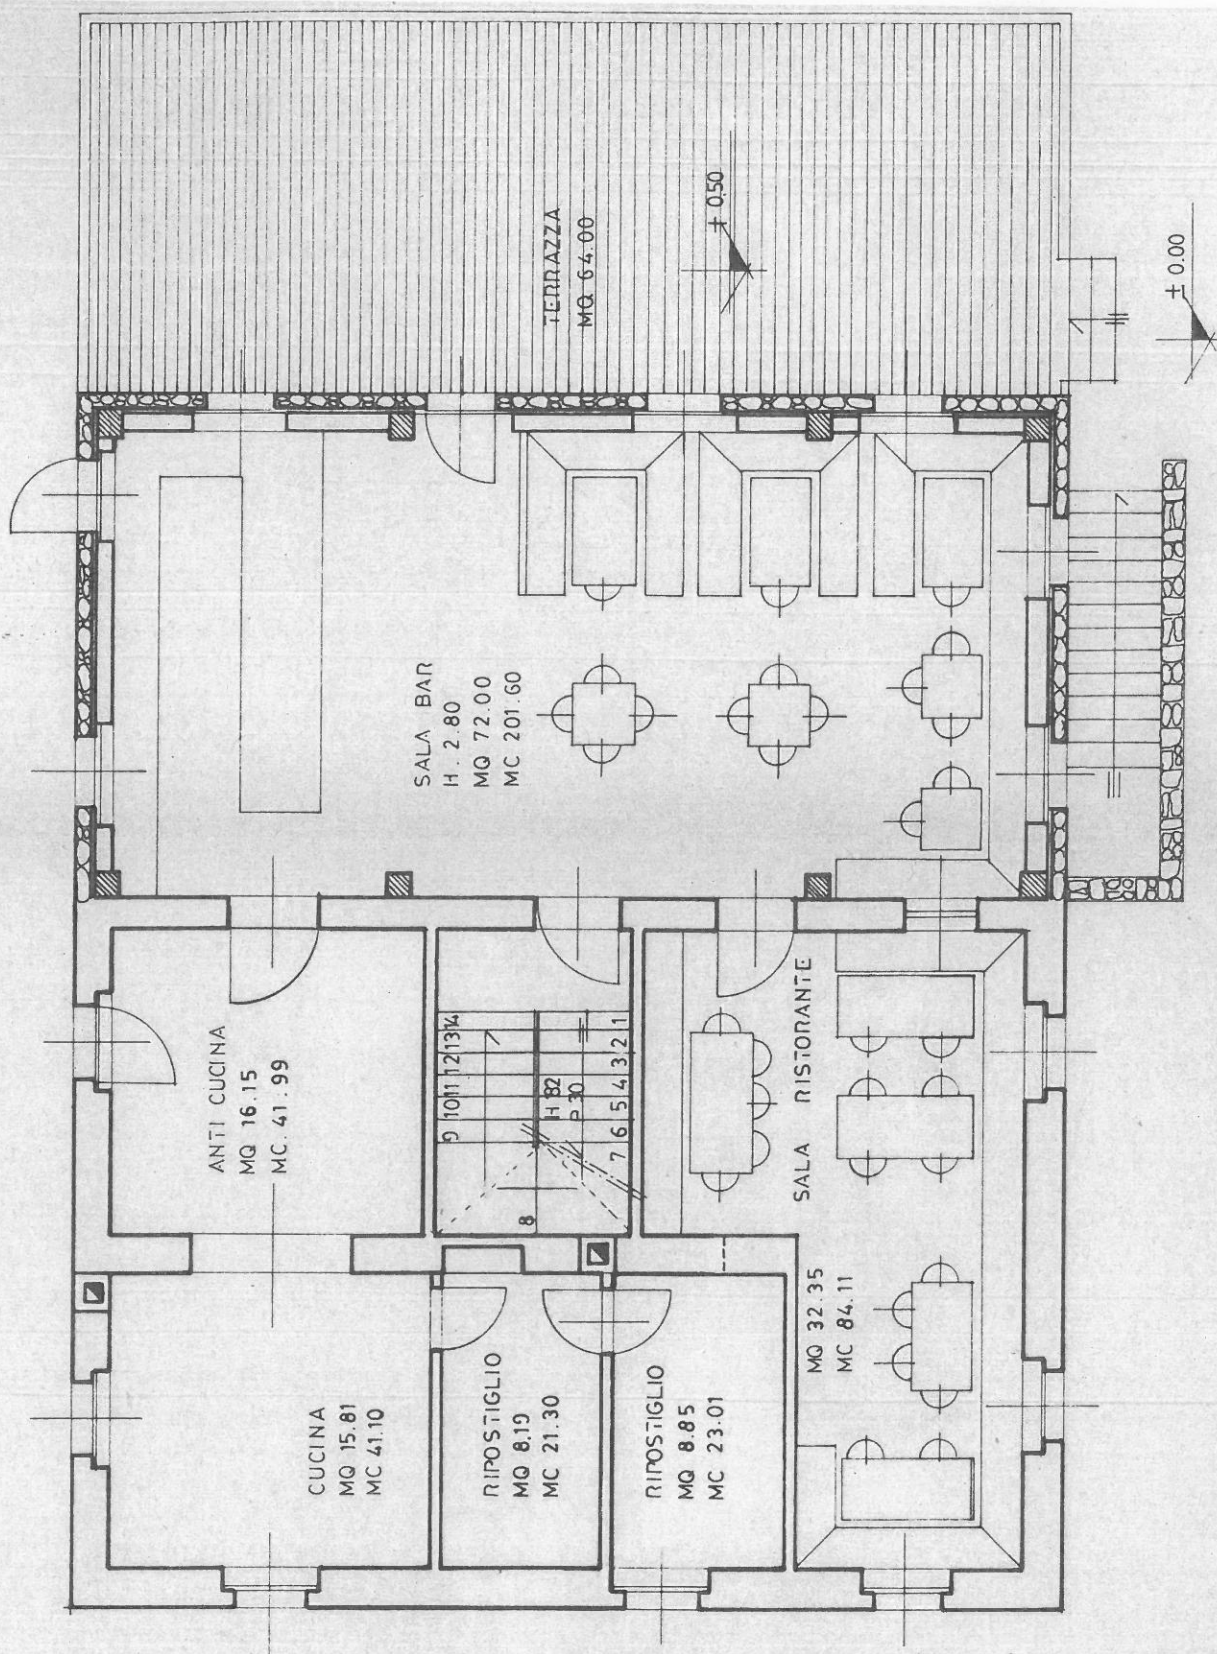 TERRAZZA
MQ 64.00
± 0.50
± 0.00
SALA BAR
H. 2.80
MQ 72.00
MC 201.60
ANTI CUCINA
MQ 16.15
MC. 41.99
9 10 11 12 13 14
H 82
P 30
7 6 5 4 3 2 1
8
SALA RISTORANTE
MQ 32.35
MC 84.11
CUCINA
MQ 15.81
MC 41.10
RIPOSTIGLIO
MQ 8.19
MC 21.30
RIPOSTIGLIO
MQ 8.85
MC 23.01